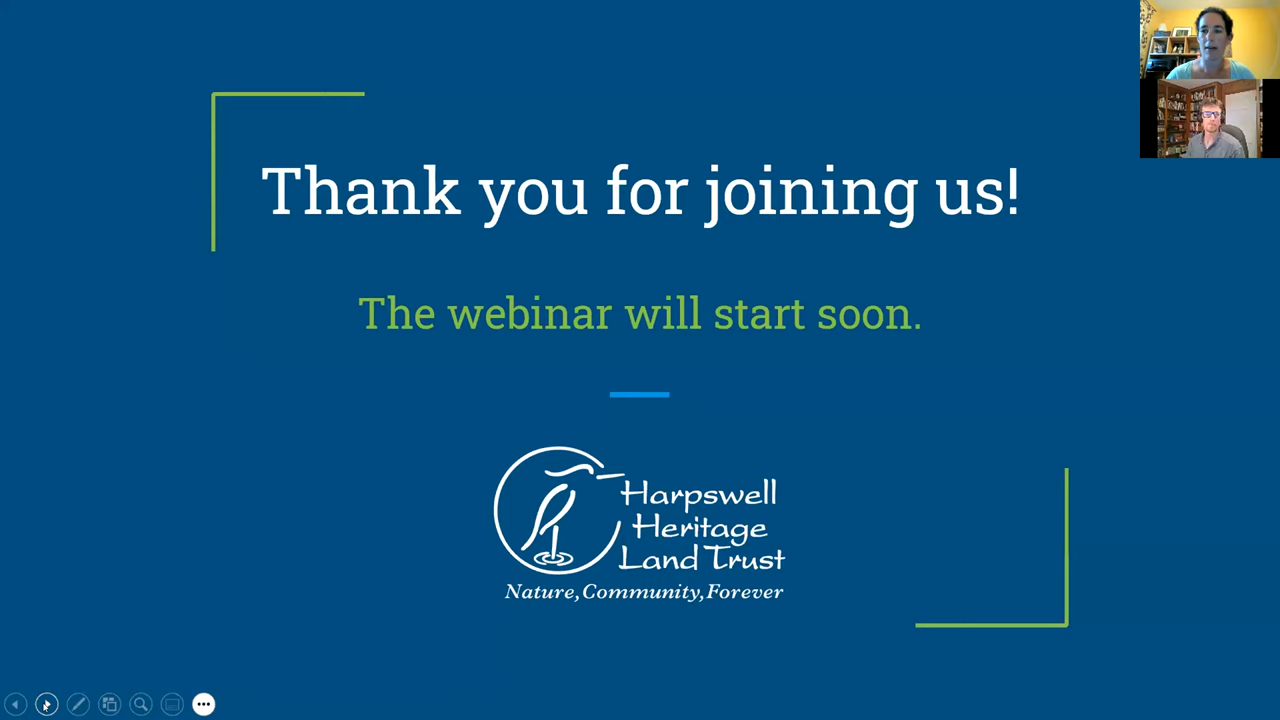 Thank you for joining us!
The webinar will start soon.
Harpswell
Heritage
Land Trust
Nature, Community, Forever